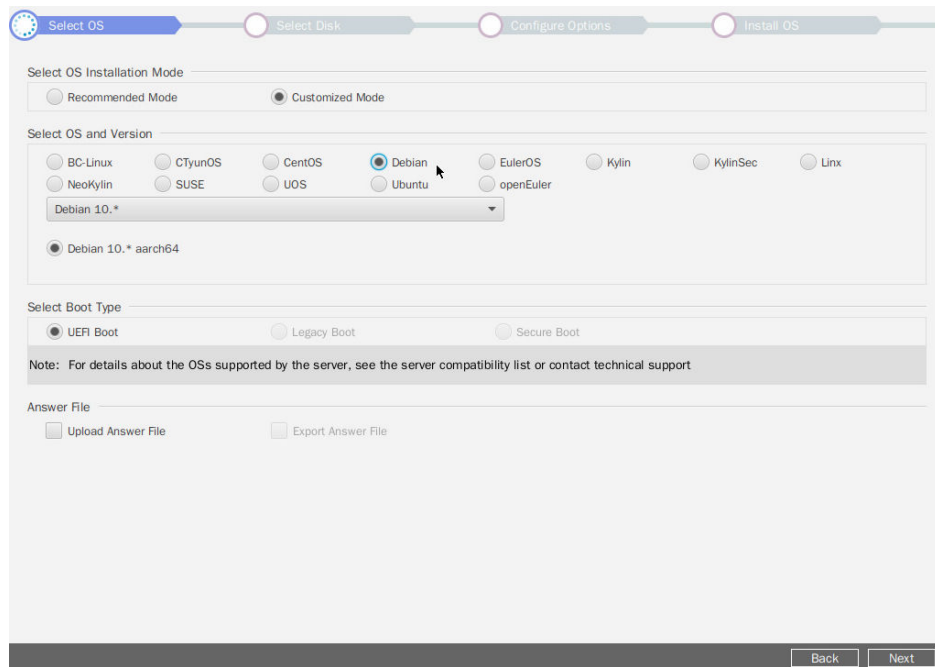 Select OS Select Disk Configure Options Install OS
Select OS Installation Mode
Recommended Mode Customized Mode
Select OS and Version
BC-Linux CTyunOS CentOS Debian EulerOS Kylin KylinSec Linx
NeoKylin SUSE UOS Ubuntu openEuler
Debian 10.*
Debian 10.* aarch64
Select Boot Type
UEFI Boot Legacy Boot Secure Boot
Note: For details about the OSs supported by the server, see the server compatibility list or contact technical support
Answer File
Upload Answer File Export Answer File
Back Next